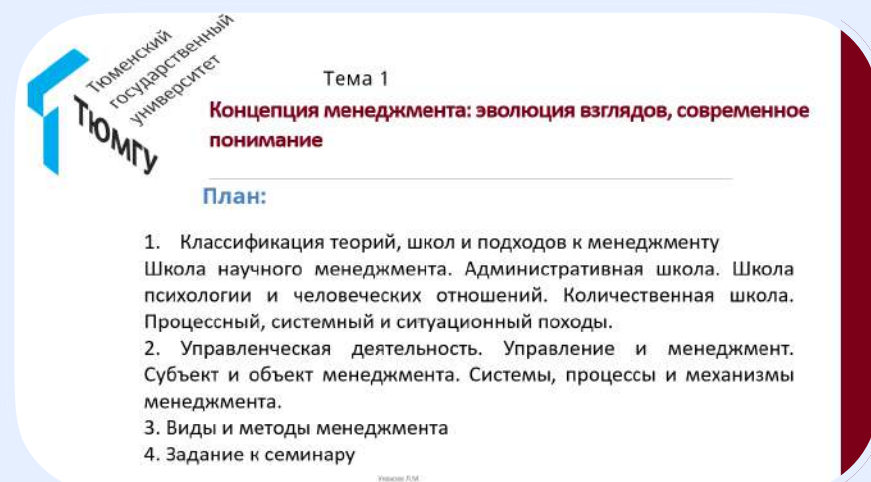 Тюменский
государственный
университет
ТЮМГУ
Тема 1
Концепция менеджмента: эволюция взглядов, современное
понимание
План:
1. Классификация теорий, школ и подходов к менеджменту
Школа научного менеджмента. Административная школа. Школа
психологии и человеческих отношений. Количественная школа.
Процессный, системный и ситуационный походы.
2. Управленческая деятельность. Управление и менеджмент.
Субъект и объект менеджмента. Системы, процессы и механизмы
менеджмента.
3. Виды и методы менеджмента
4. Задание к семинару